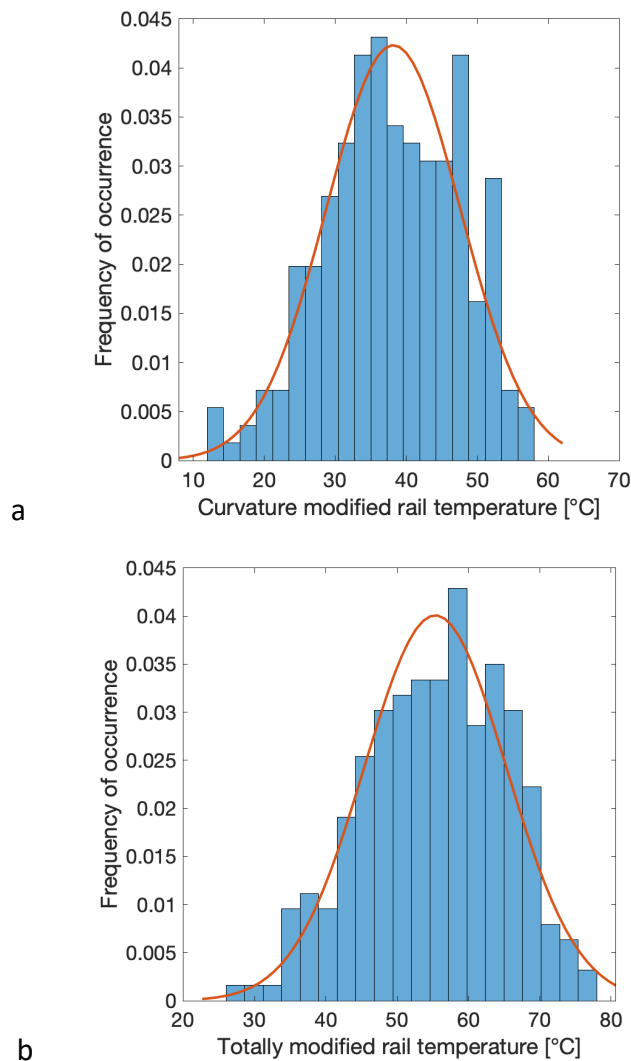 0.045
0.04
0.035
0.03
0.025
0.02
0.015
0.01
0.005
0
Frequency of occurrence
10 20 30 40 50 60 70
Curvature modified rail temperature [°C]
a
0.045
0.04
0.035
0.03
0.025
0.02
0.015
0.01
0.005
0
Frequency of occurrence
20 30 40 50 60 70 80
Totally modified rail temperature [°C]
b